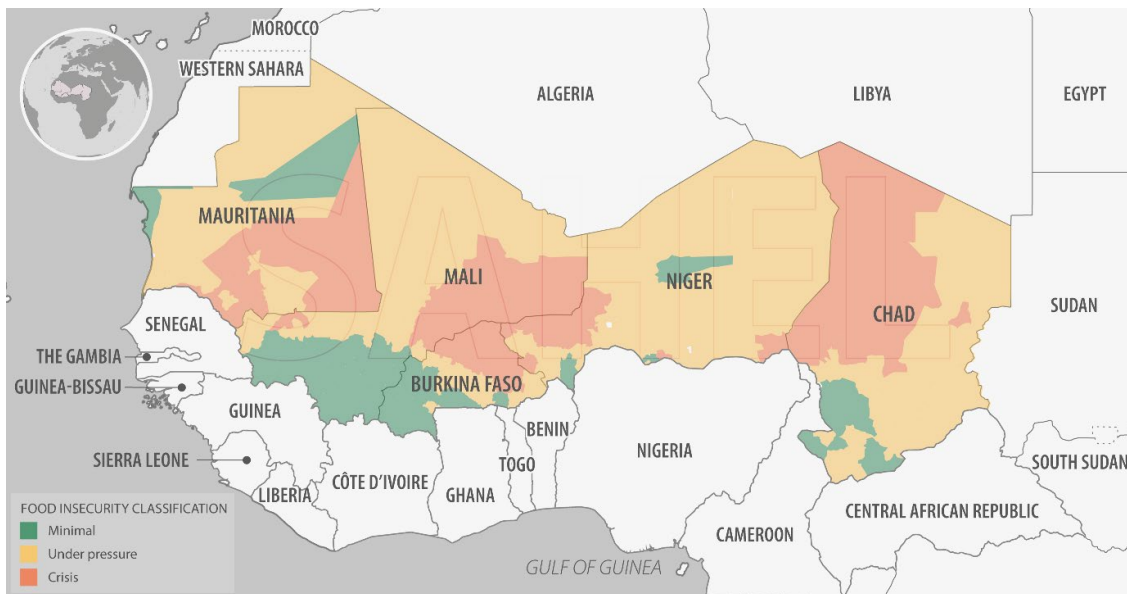 MOROCCO
WESTERN SAHARA
ALGERIA
LIBYA
EGYPT
SAHEL
MAURITANIA
MALI
NIGER
CHAD
SUDAN
SENEGAL
THE GAMBIA
GUINEA-BISSAU
BURKINA FASO
GUINEA
BENIN
NIGERIA
SIERRA LEONE
TOGO
SOUTH SUDAN
LIBERIA
CÔTE D'IVOIRE
GHANA
CENTRAL AFRICAN REPUBLIC
CAMEROON
GULF OF GUINEA
FOOD INSECURITY CLASSIFICATION
Minimal
Under pressure
Crisis